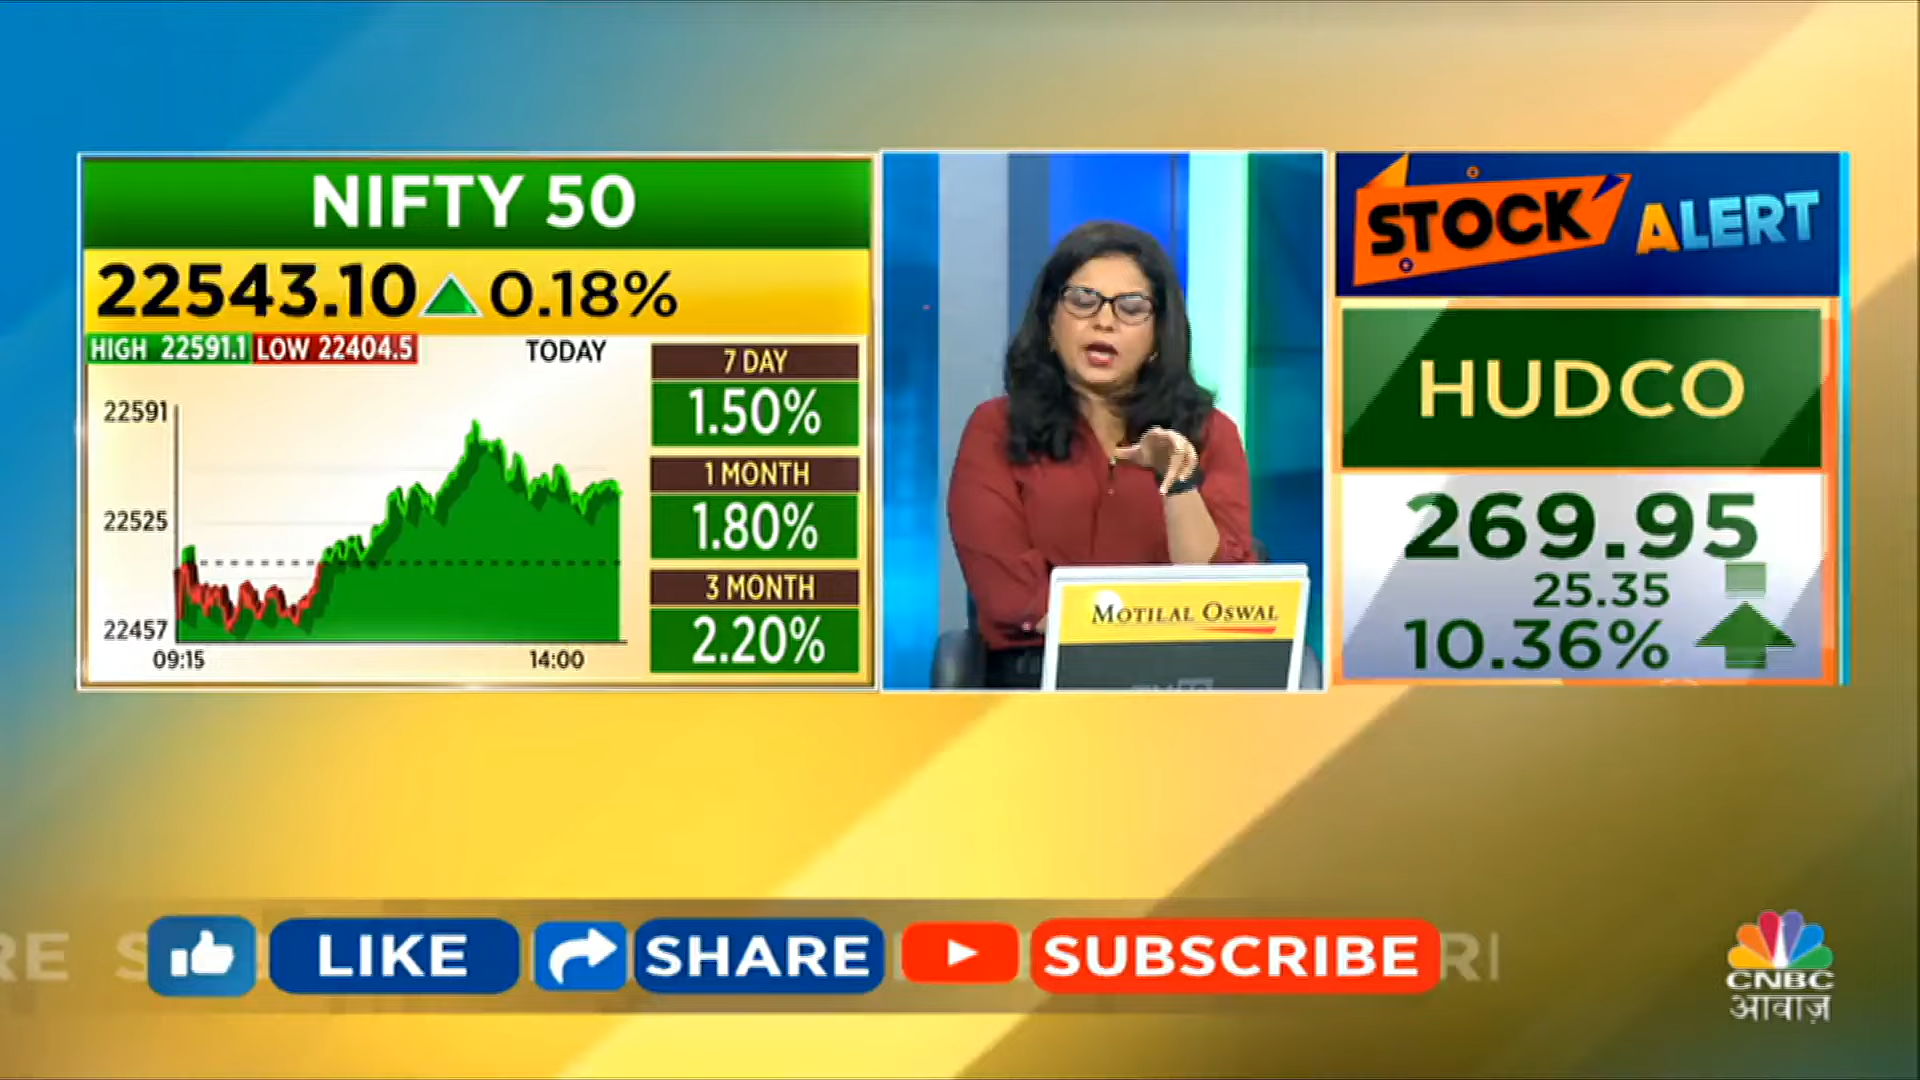 NIFTY 50
22543.10 0.18%
HIGH 22591.1 LOW 22404.5
TODAY
22591
22525
22457
09:15 14:00
7 DAY
1.50%
1 MONTH
1.80%
3 MONTH
2.20%
MOTILAL OSWAL
STOCK ALERT
HUDCO
269.95
25.35
10.36%
LIKE SHARE SUBSCRIBE
CNBC
आवाज़